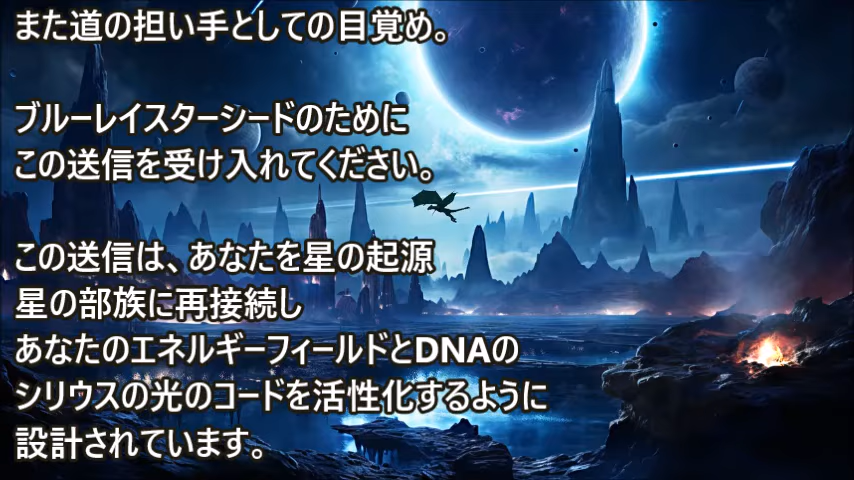 また道の担い手としての目覚め。
ブルーレイスターシードのために
この送信を受け入れてください。
この送信は、あなたを星の起源
星の部族に再接続し
あなたのエネルギーフィールドとDNAの
シリウスの光のコードを活性化するように
設計されています。